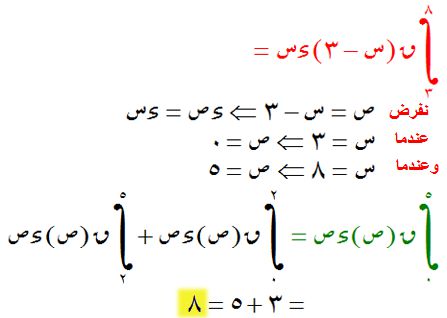 ∫٣^٨ ق(س − ٣)ءس =
نفرض ص = س − ٣ ⇐ ءص = ءس
عندما س = ٣ ⇐ ص = ٠
وعندما س = ٨ ⇐ ص = ٥
∫٠^٥ ق(ص)ءص = ∫٠^٢ ق(ص)ءص + ∫٢^٥ ق(ص)ءص
= ٣ + ٥ = ٨